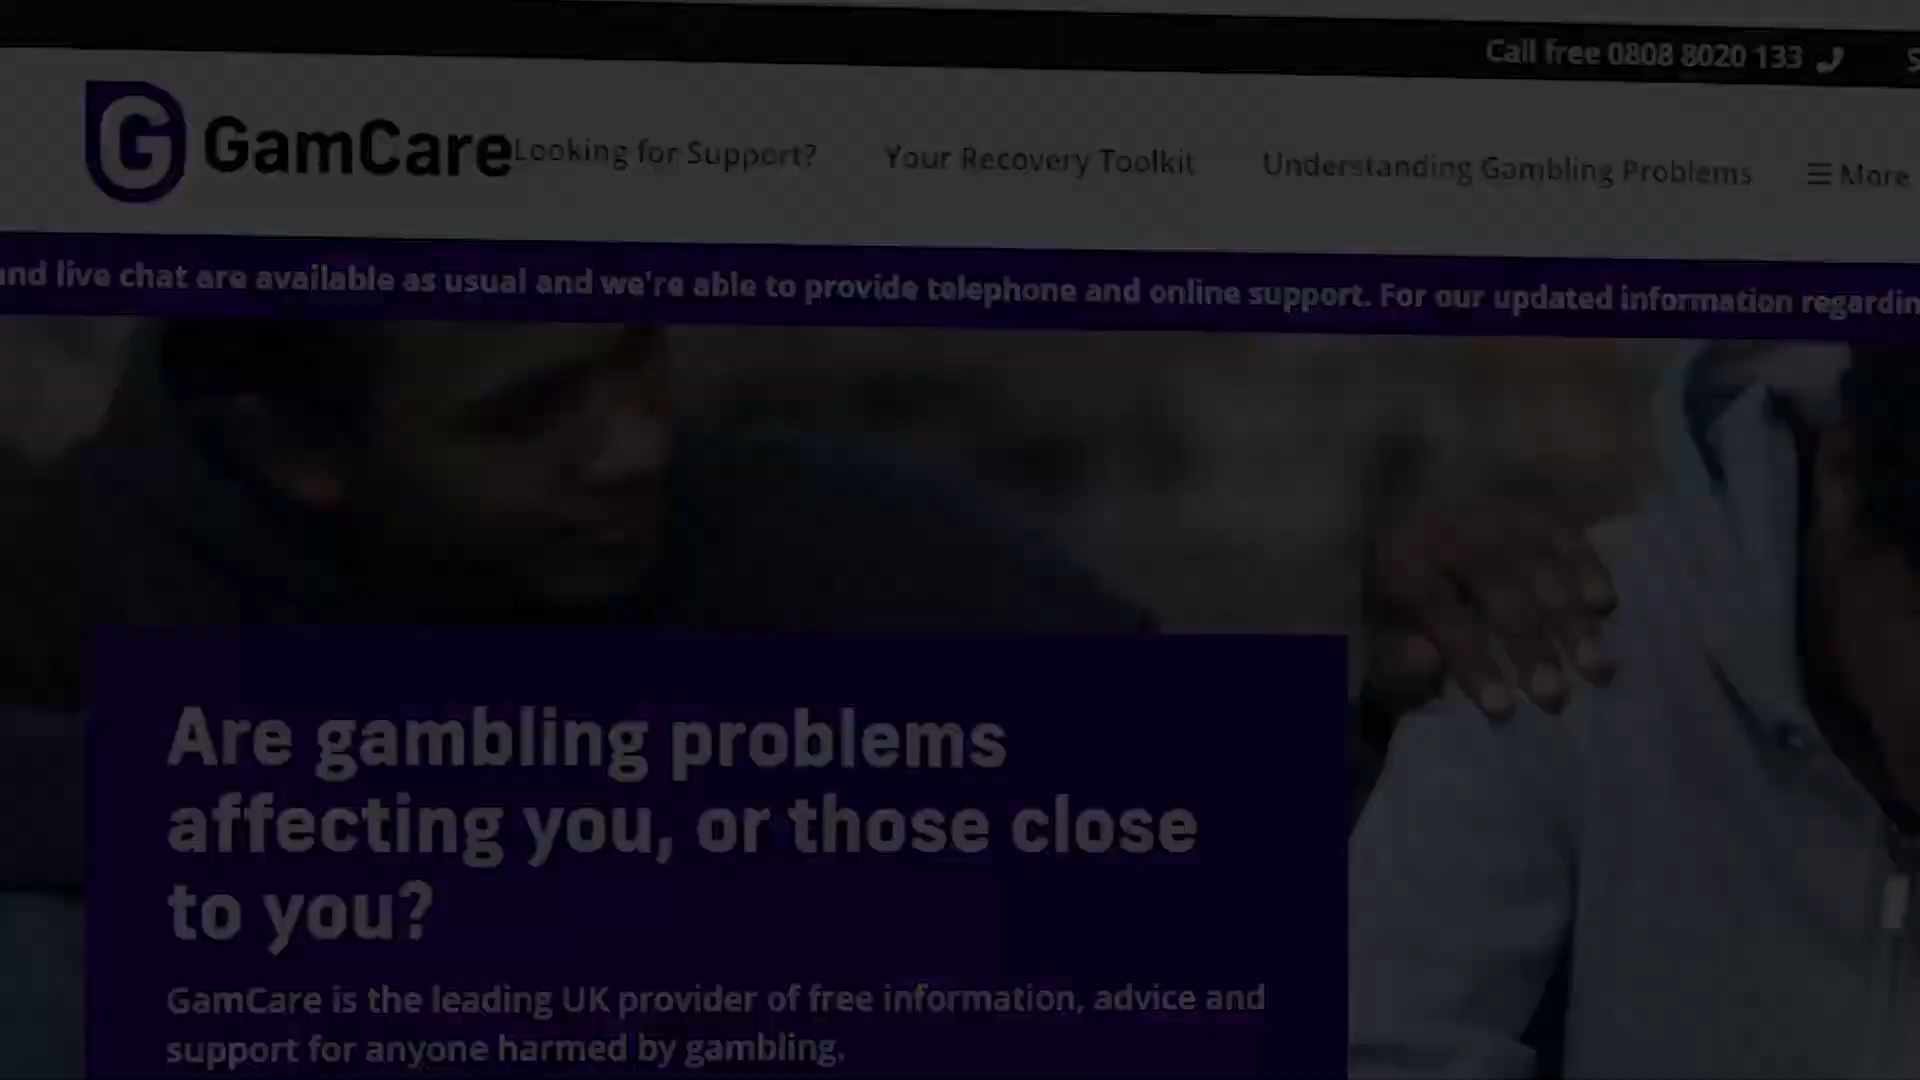 Call free 0808 8020 133
GamCare
Looking for Support?
Your Recovery Toolkit
Understanding Gambling Problems
More
and live chat are available as usual and we're able to provide telephone and online support. For our updated information regardin
Are gambling problems
affecting you, or those close
to you?
GamCare is the leading UK provider of free information, advice and
support for anyone harmed by gambling.